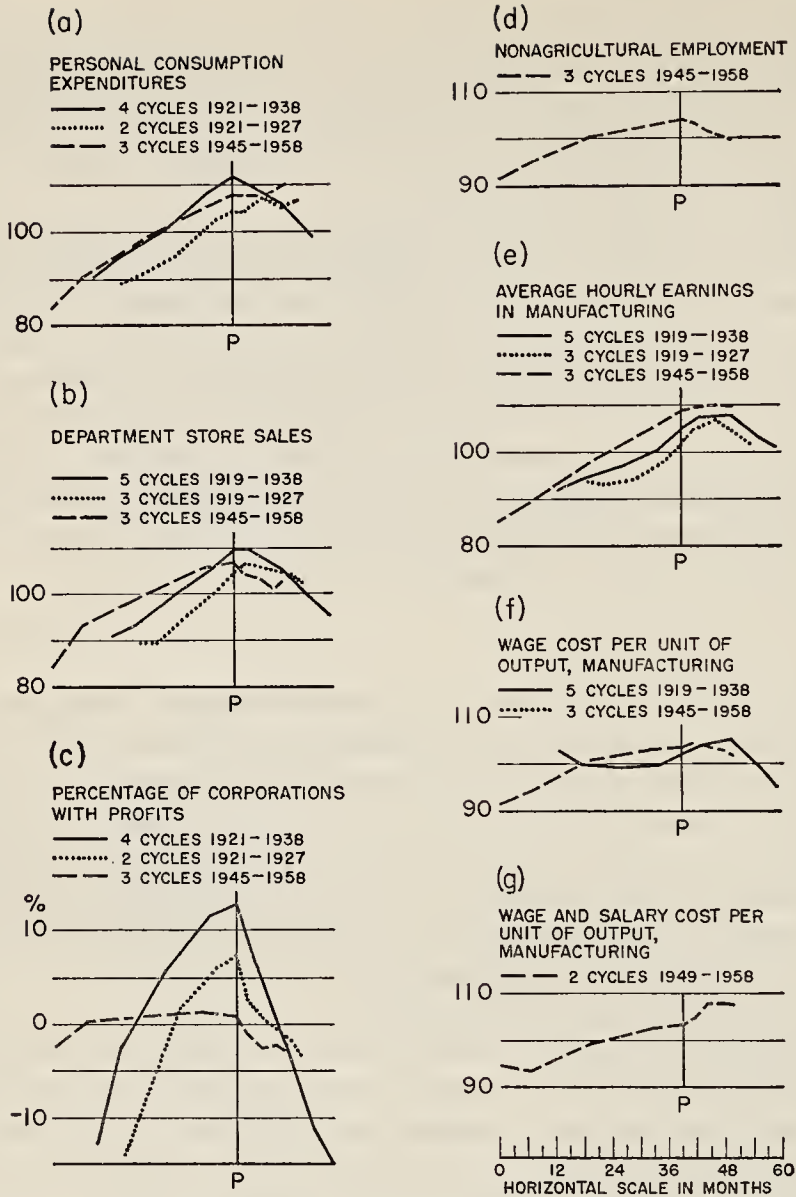 (a)
PERSONAL CONSUMPTION
EXPENDITURES
4 CYCLES 1921-1938
2 CYCLES 1921-1927
3 CYCLES 1945-1958
100
80
P
(b)
DEPARTMENT STORE SALES
5 CYCLES 1919-1938
3 CYCLES 1919-1927
3 CYCLES 1945-1958
100
80
P
(c)
PERCENTAGE OF CORPORATIONS
WITH PROFITS
4 CYCLES 1921-1938
2 CYCLES 1921-1927
3 CYCLES 1945-1958
%
10
0
-10
P
(d)
NONAGRICULTURAL EMPLOYMENT
3 CYCLES 1945-1958
110
90
P
(e)
AVERAGE HOURLY EARNINGS
IN MANUFACTURING
5 CYCLES 1919-1938
3 CYCLES 1919-1927
3 CYCLES 1945-1958
100
80
P
(f)
WAGE COST PER UNIT OF
OUTPUT, MANUFACTURING
5 CYCLES 1919-1938
3 CYCLES 1945-1958
110
90
P
(g)
WAGE AND SALARY COST PER
UNIT OF OUTPUT,
MANUFACTURING
2 CYCLES 1949-1958
110
90
P
0 12 24 36 48 60
HORIZONTAL SCALE IN MONTHS